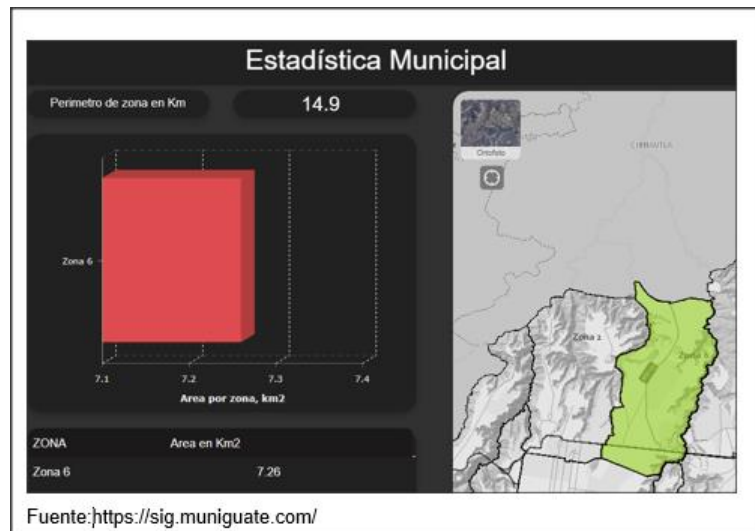 Estadística Municipal
Perimetro de zona en Km
14.9
Ortofoto
Zona 6
7.1 7.2 7.3 7.4
Area por zona, km2
Zona 2
ZONA Area en Km2
Zona 6 7.26
Fuente:https://sig.muniguate.com/